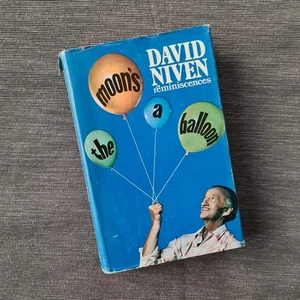 DAVID
NIVEN
reminiscences
the
moon's
a
balloon